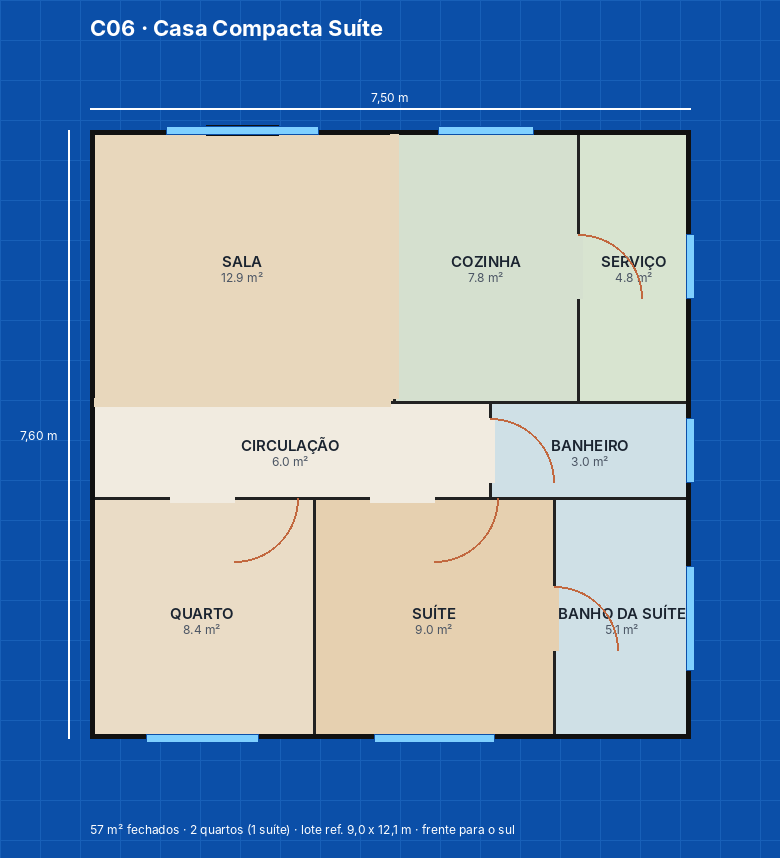 C06 · Casa Compacta Suíte
7,50 m
SALA
12.9 m²
COZINHA
7.8 m²
SERVIÇO
4.8 m²
7,60 m
CIRCULAÇÃO
6.0 m²
BANHEIRO
3.0 m²
QUARTO
8.4 m²
SUÍTE
9.0 m²
BANHO DA SUÍTE
5.1 m²
57 m² fechados · 2 quartos (1 suíte) · lote ref. 9,0 x 12,1 m · frente para o sul